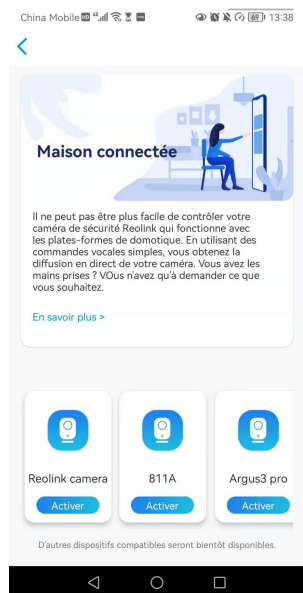 China Mobile HD 69 13:38
Maison connectée
Il ne peut pas être plus facile de contrôler votre
caméra de sécurité Reolink qui fonctionne avec
les plates-formes de domotique. En utilisant des
commandes vocales simples, vous obtenez la
diffusion en direct de votre caméra. Vous avez les
mains prises ? VOus n'avez qu'à demander ce que
vous souhaitez.
En savoir plus >
Reolink camera 811A Argus3 pro
Activer Activer Activer
D'autres dispositifs compatibles seront bientôt disponibles.